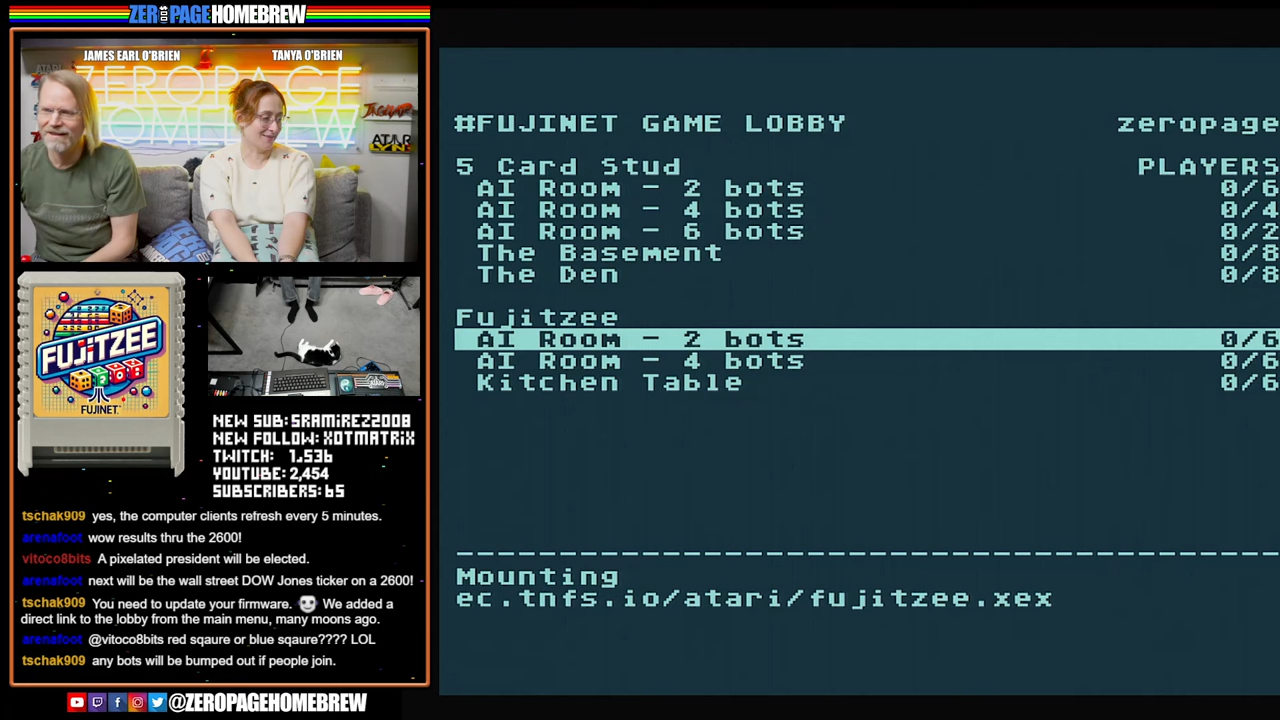 ZEROPAGE HOMEBREW
JAMES EARL O'BRIEN
TANYA O'BRIEN
ZEROPAGE
HOMEBREW
JAGUAR
ATARI
FUJITZEE
FUJINET
NEW SUB: SRAMIREZ2008
NEW FOLLOW: XOTMATRIX
TWITCH: 1,536
YOUTUBE: 2,454
SUBSCRIBERS: 65
tschak909 yes, the computer clients refresh every 5 minutes.
arenafoot wow results thru the 2600!
vitoco8bits A pixelated president will be elected.
arenafoot next will be the wall street DOW Jones ticker on a 2600!
tschak909 You need to update your firmware. We added a
direct link to the lobby from the main menu, many moons ago.
arenafoot @vitoco8bits red sqaure or blue sqaure???? LOL
tschak909 any bots will be bumped out if people join.
@ZEROPAGEHOMEBREW
#FUJINET GAME LOBBY zeropage
5 Card Stud PLAYERS
AI Room - 2 bots 0/6
AI Room - 4 bots 0/4
AI Room - 6 bots 0/2
The Basement 0/8
The Den 0/8
Fujitzee
AI Room - 2 bots 0/6
AI Room - 4 bots 0/6
Kitchen Table 0/6
Mounting
ec.tnfs.io/atari/fujitzee.xex